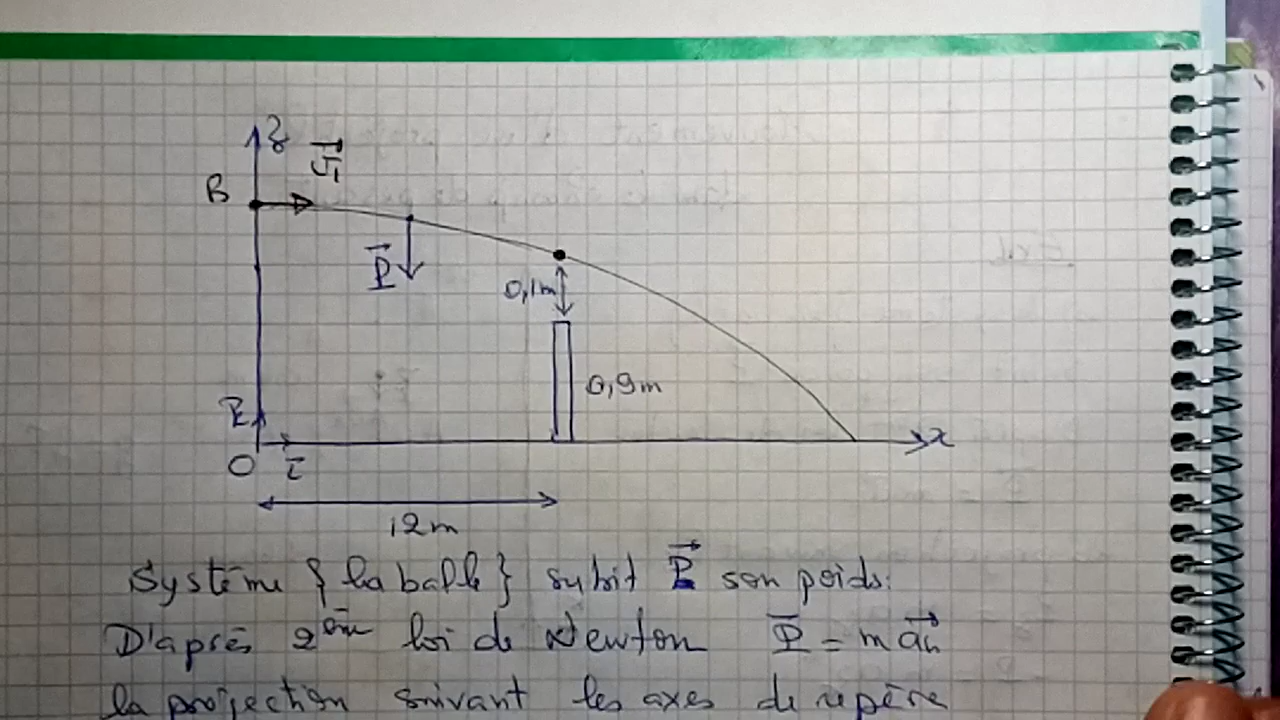 z
B
V₁
P
0,1m
0,9m
k
O
i
x
12m
Système {la balle} subit P son poids.
D'après 2ème loi de Newton P = m aG
la projection suivant les axes de repère